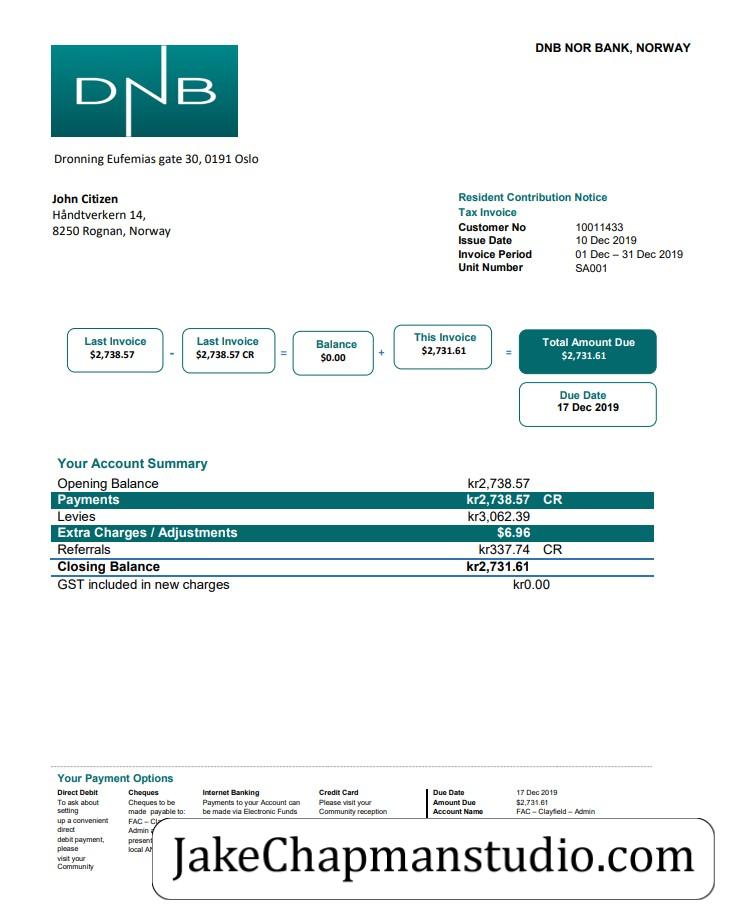 DNB NOR BANK, NORWAY
DNB
Dronning Eufemias gate 30, 0191 Oslo
John Citizen
Håndtverkern 14,
8250 Rognan, Norway
Resident Contribution Notice
Tax Invoice
Customer No 10011433
Issue Date 10 Dec 2019
Invoice Period 01 Dec – 31 Dec 2019
Unit Number SA001
Last Invoice
$2,738.57
-
Last Invoice
$2,738.57 CR
=
Balance
$0.00
+
This Invoice
$2,731.61
=
Total Amount Due
$2,731.61
Due Date
17 Dec 2019
Your Account Summary
Opening Balance kr2,738.57
Payments kr2,738.57 CR
Levies kr3,062.39
Extra Charges / Adjustments $6.96
Referrals kr337.74 CR
Closing Balance kr2,731.61
GST included in new charges kr0.00
Your Payment Options
Direct Debit
To ask about
setting
up a convenient
direct
debit payment,
please
visit your
Community
Cheques
Cheques to be
made payable to:
FAC –
Admin
present
local
Internet Banking
Payments to your Account can
be made via Electronic Funds
Credit Card
Please visit your
Community reception
Due Date 17 Dec 2019
Amount Due $2,731.61
Account Name FAC – Clayfield – Admin
JakeChapmanstudio.com